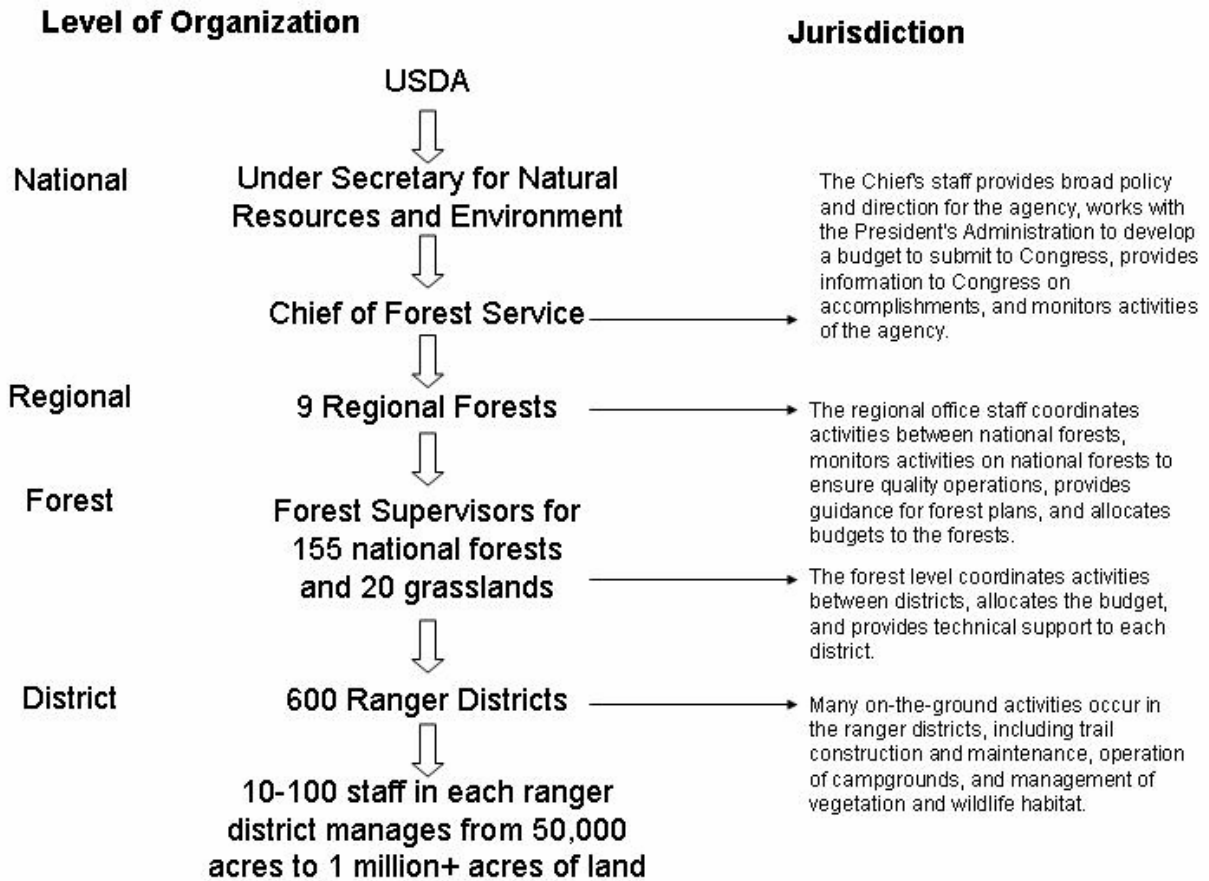 Level of Organization
Jurisdiction
USDA
National
Under Secretary for Natural
Resources and Environment
The Chief's staff provides broad policy
and direction for the agency, works with
the President's Administration to develop
a budget to submit to Congress, provides
information to Congress on
accomplishments, and monitors activities
of the agency.
Chief of Forest Service
Regional
9 Regional Forests
The regional office staff coordinates
activities between national forests,
monitors activities on national forests to
ensure quality operations, provides
guidance for forest plans, and allocates
budgets to the forests.
Forest
Forest Supervisors for
155 national forests
and 20 grasslands
The forest level coordinates activities
between districts, allocates the budget,
and provides technical support to each
district.
District
600 Ranger Districts
Many on-the-ground activities occur in
the ranger districts, including trail
construction and maintenance, operation
of campgrounds, and management of
vegetation and wildlife habitat.
10-100 staff in each ranger
district manages from 50,000
acres to 1 million+ acres of land